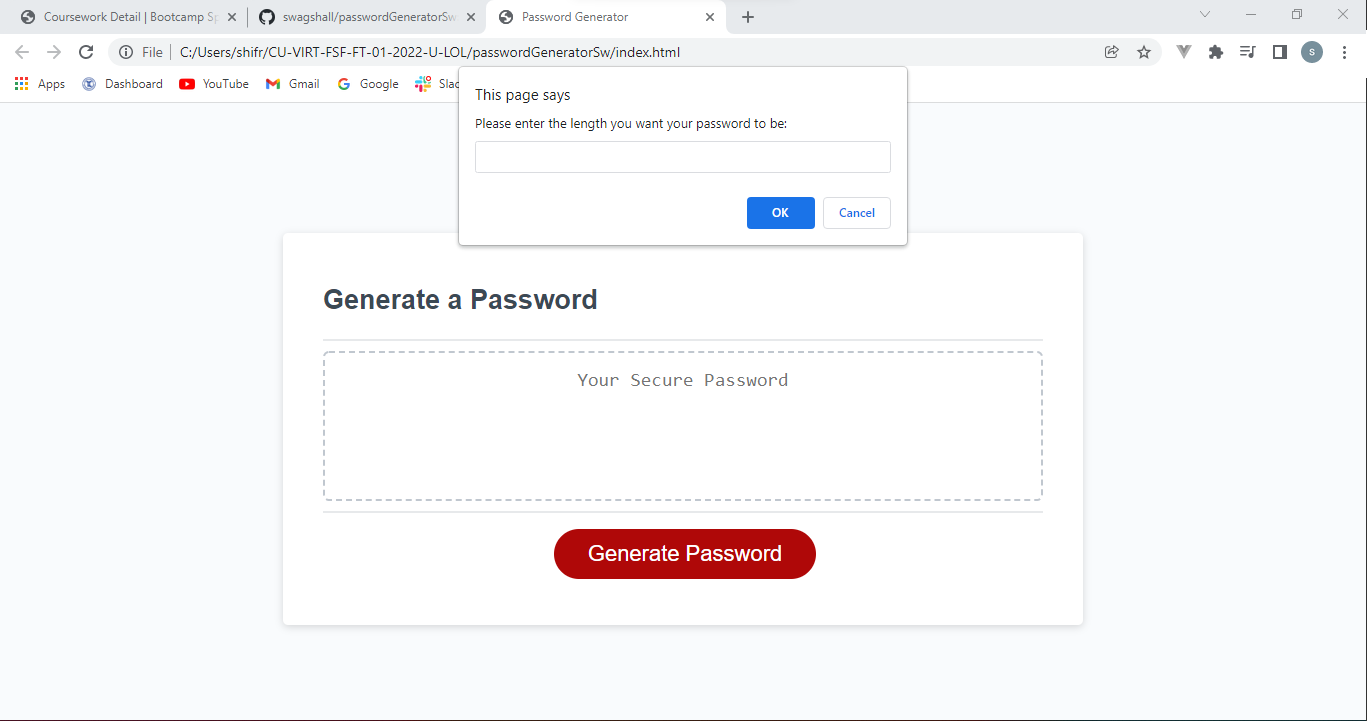 Coursework Detail | Bootcamp Sp
swagshall/passwordGeneratorSw
Password Generator
File
C:/Users/shifr/CU-VIRT-FSF-FT-01-2022-U-LOL/passwordGeneratorSw/index.html
S
Apps
Dashboard
YouTube
Gmail
Google
Slac
This page says
Please enter the length you want your password to be:
OK
Cancel
Generate a Password
Your Secure Password
Generate Password